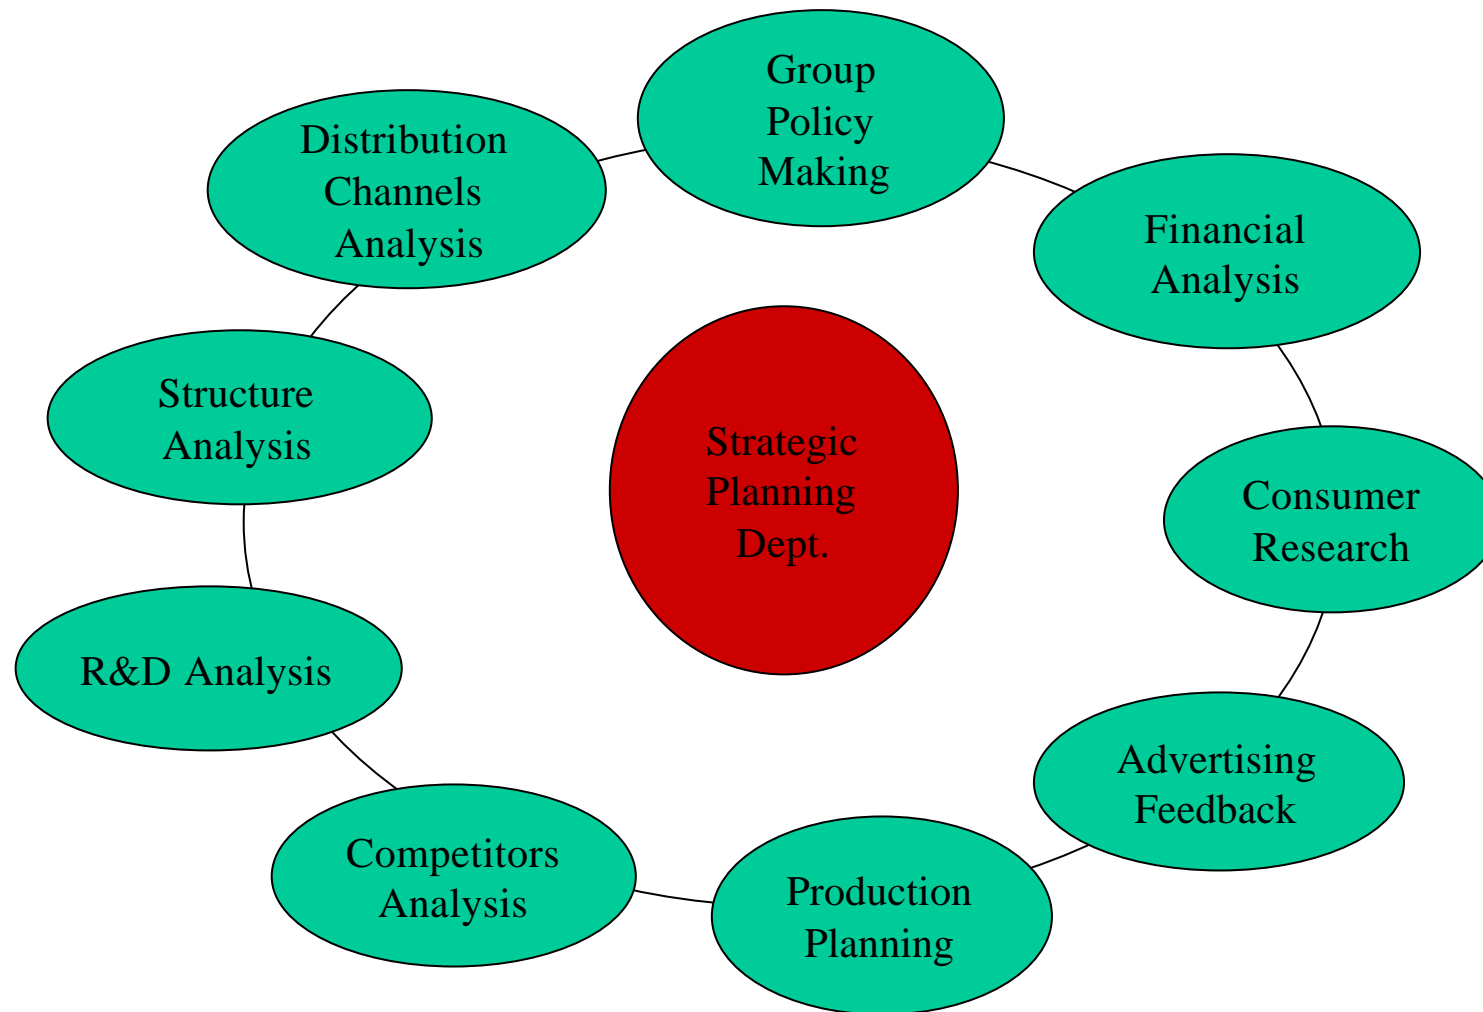 Group
Policy
Making
Distribution
Channels
Analysis
Financial
Analysis
Structure
Analysis
Strategic
Planning
Dept.
Consumer
Research
R&D Analysis
Advertising
Feedback
Competitors
Analysis
Production
Planning